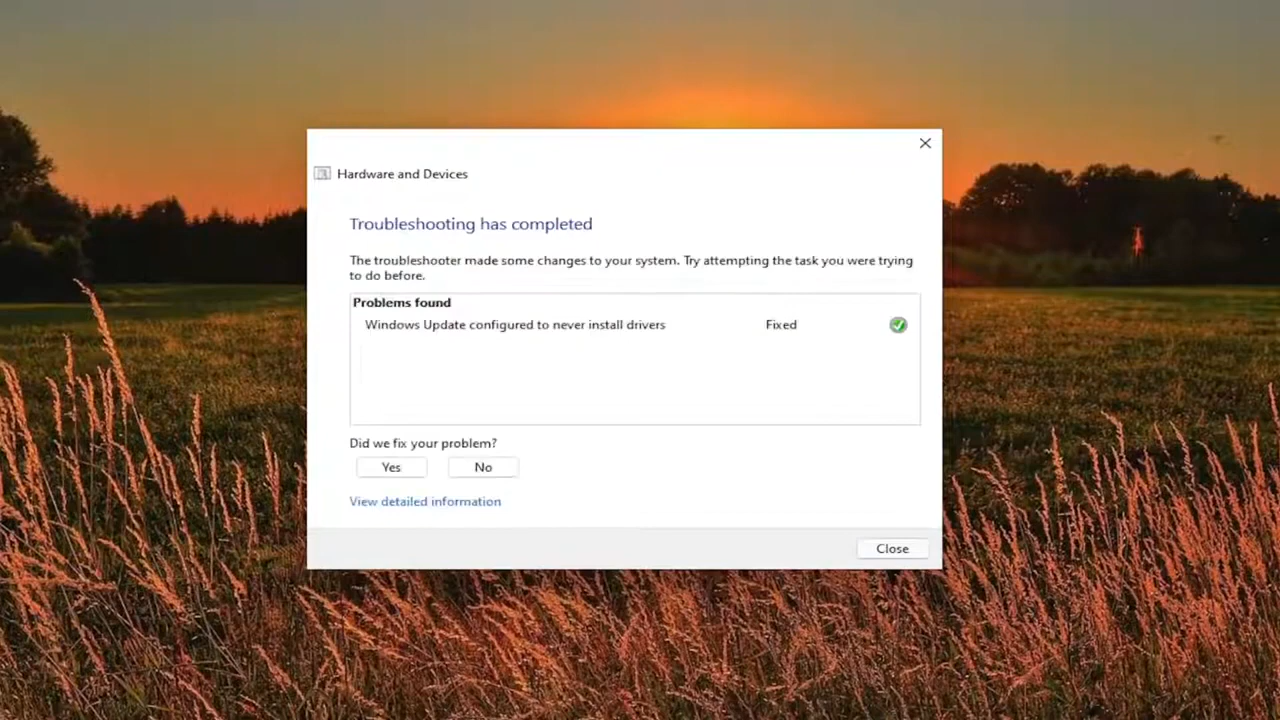 Hardware and Devices
Troubleshooting has completed
The troubleshooter made some changes to your system. Try attempting the task you were trying
to do before.
Problems found
Windows Update configured to never install drivers Fixed
Did we fix your problem?
Yes No
View detailed information
Close